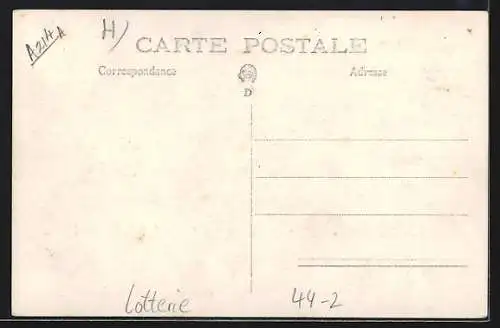 A214A
H)
CARTE POSTALE
Correspondance
Adresse
D
Lotterie
44-2